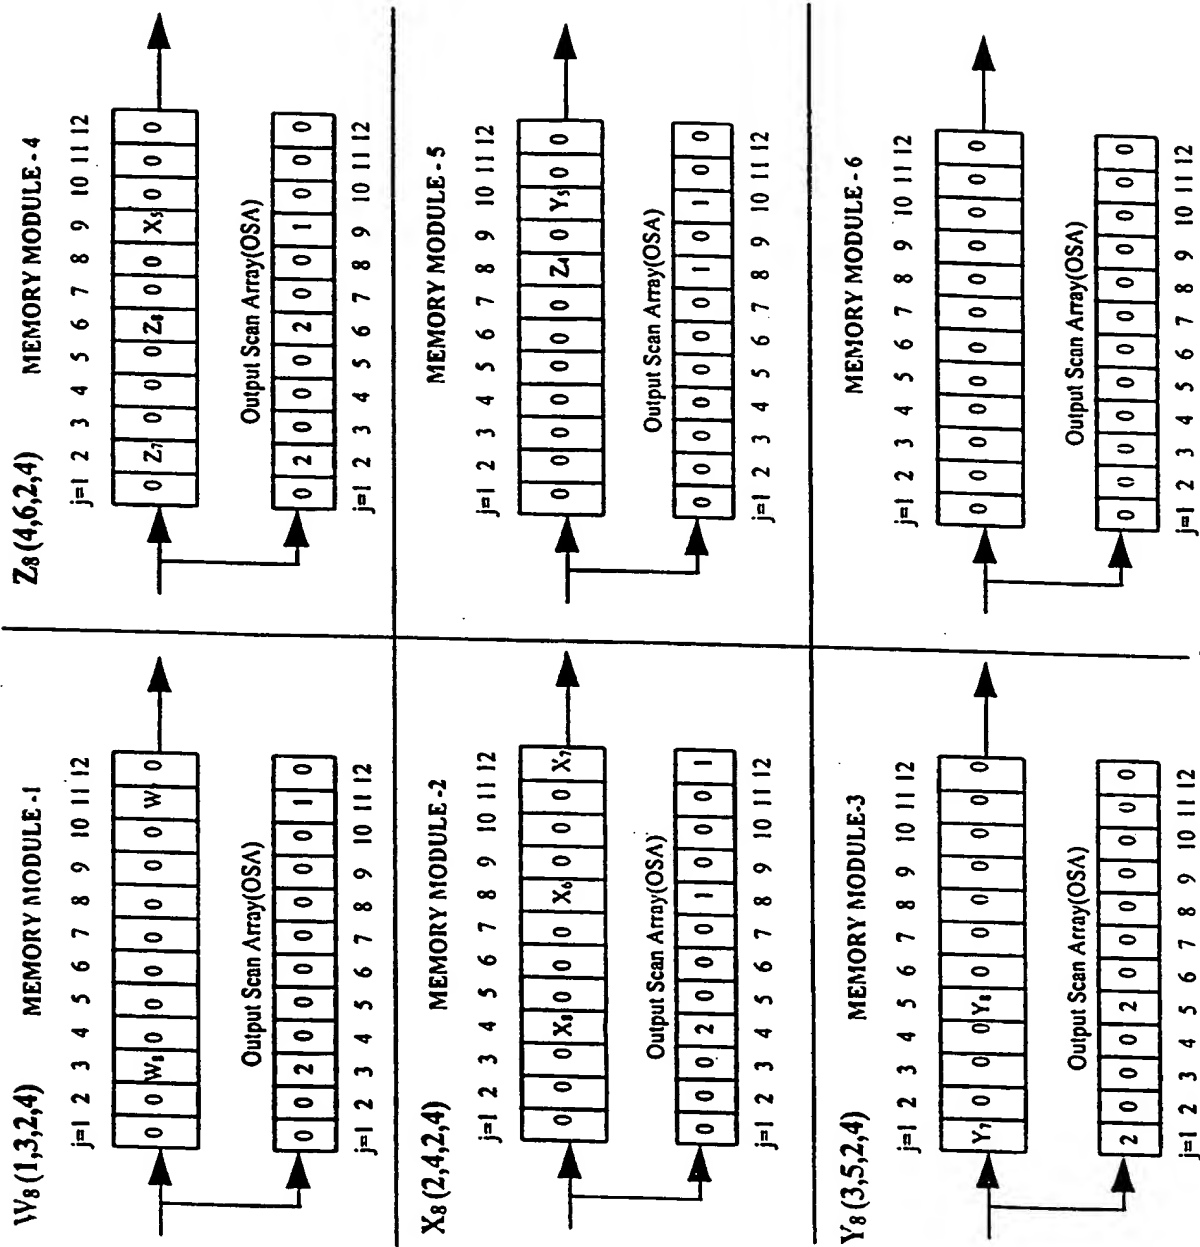 W8 (1,3,2,4) MEMORY MODULE -1
j=1 2 3 4 5 6 7 8 9 10 11 12
0 0 W8 0 0 0 0 0 0 0 W7 0
Output Scan Array(OSA)
0 0 2 0 0 0 0 0 0 0 1 0
j=1 2 3 4 5 6 7 8 9 10 11 12
Z8 (4,6,2,4) MEMORY MODULE - 4
j=1 2 3 4 5 6 7 8 9 10 11 12
0 Z7 0 0 0 Z8 0 0 X5 0 0 0
Output Scan Array(OSA)
0 2 0 0 0 2 0 0 1 0 0 0
j=1 2 3 4 5 6 7 8 9 10 11 12
X8 (2,4,2,4) MEMORY MODULE -2
j=1 2 3 4 5 6 7 8 9 10 11 12
0 0 0 X8 0 0 0 X6 0 0 0 X7
Output Scan Array(OSA)
0 0 0 2 0 0 0 1 0 0 0 1
j=1 2 3 4 5 6 7 8 9 10 11 12
MEMORY MODULE - 5
j=1 2 3 4 5 6 7 8 9 10 11 12
0 0 0 0 0 0 0 Z4 0 Y5 0 0
Output Scan Array(OSA)
0 0 0 0 0 0 0 1 0 1 0 0
j=1 2 3 4 5 6 7 8 9 10 11 12
Y8 (3,5,2,4) MEMORY MODULE-3
j=1 2 3 4 5 6 7 8 9 10 11 12
Y7 0 0 0 Y8 0 0 0 0 0 0 0
Output Scan Array(OSA)
2 0 0 0 2 0 0 0 0 0 0 0
j=1 2 3 4 5 6 7 8 9 10 11 12
MEMORY MODULE - 6
j=1 2 3 4 5 6 7 8 9 10 11 12
0 0 0 0 0 0 0 0 0 0 0 0
Output Scan Array(OSA)
0 0 0 0 0 0 0 0 0 0 0 0
j=1 2 3 4 5 6 7 8 9 10 11 12